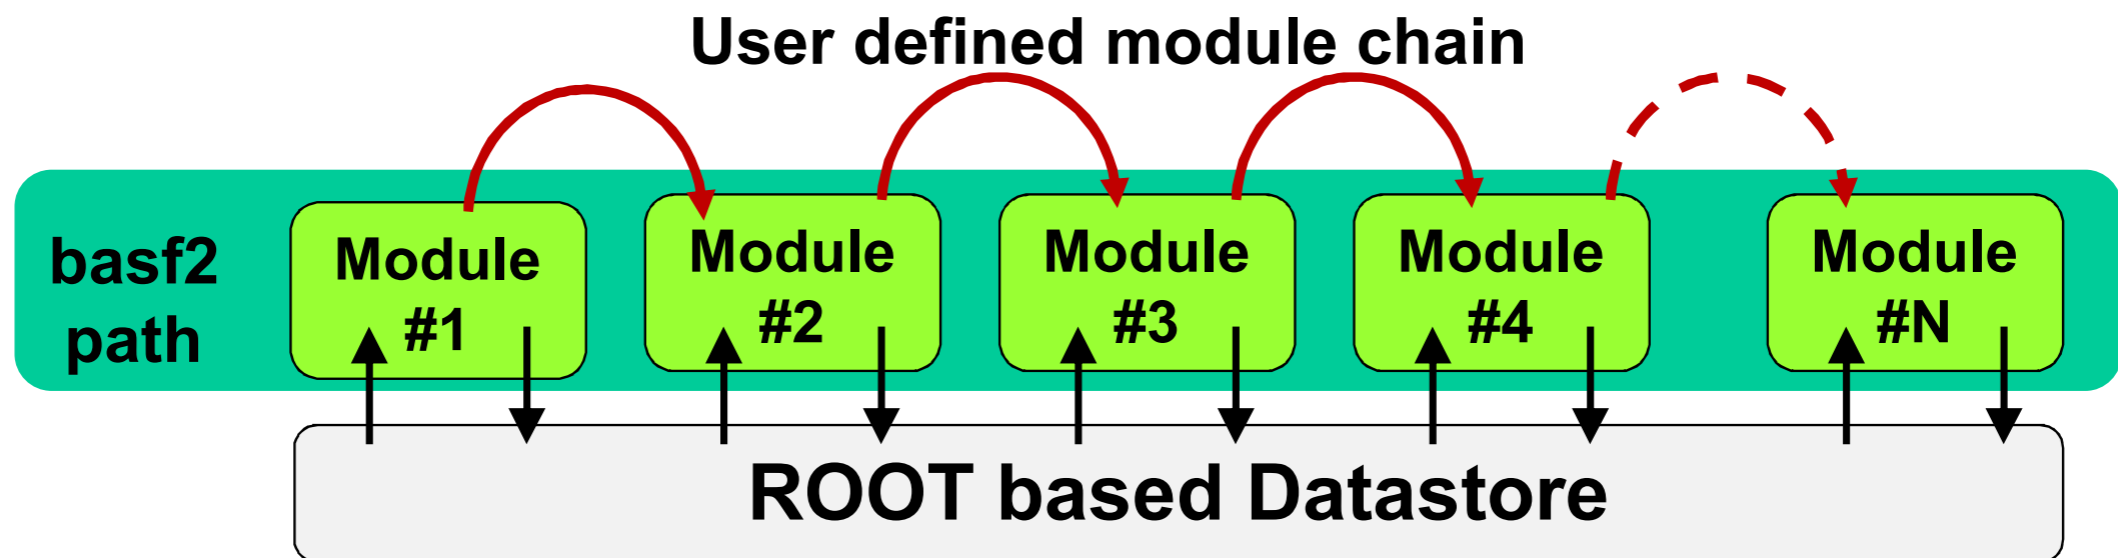 User defined module chain
basf2
path
Module
#1
Module
#2
Module
#3
Module
#4
Module
#N
ROOT based Datastore